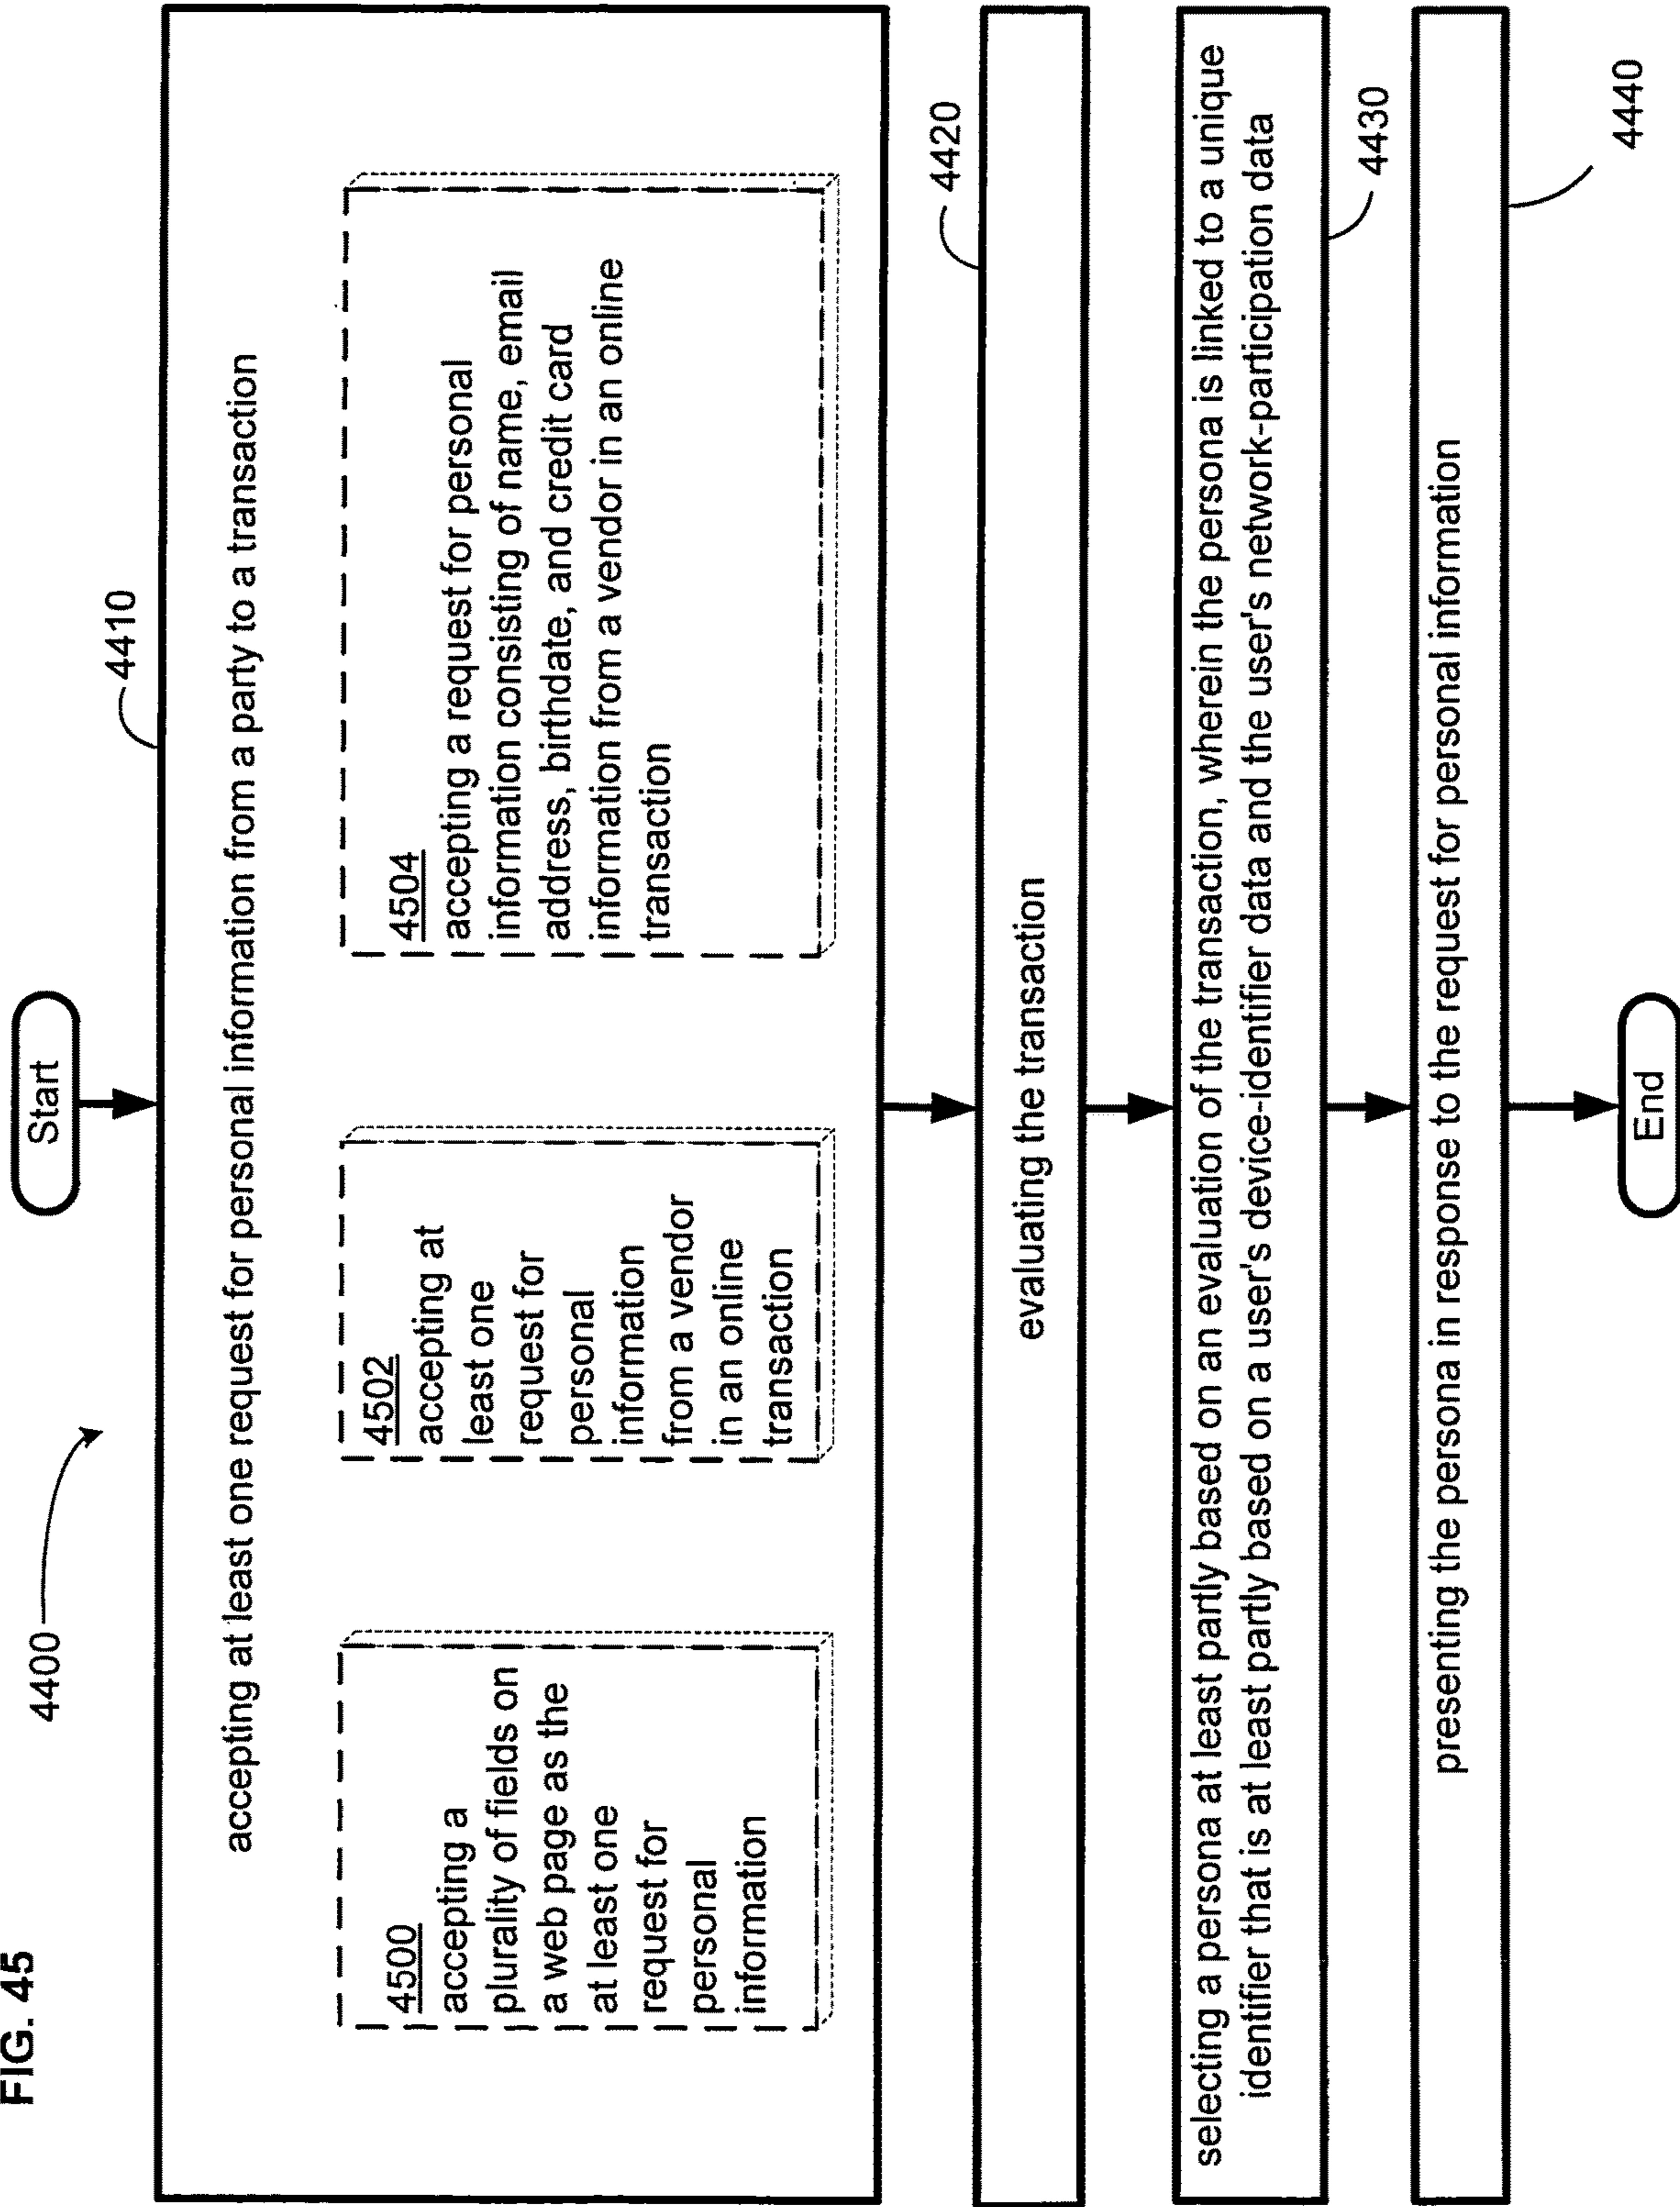 FIG. 45
4400
Start
4410
accepting at least one request for personal information from a party to a transaction
4500
accepting a
plurality of fields on
a web page as the
at least one
request for
personal
information
4502
accepting at
least one
request for
personal
information
from a vendor
in an online
transaction
4504
accepting a request for personal
information consisting of name, email
address, birthdate, and credit card
information from a vendor in an online
transaction
4420
evaluating the transaction
selecting a persona at least partly based on an evaluation of the transaction, wherein the persona is linked to a unique
identifier that is at least partly based on a user's device-identifier data and the user's network-participation data
4430
presenting the persona in response to the request for personal information
4440
End